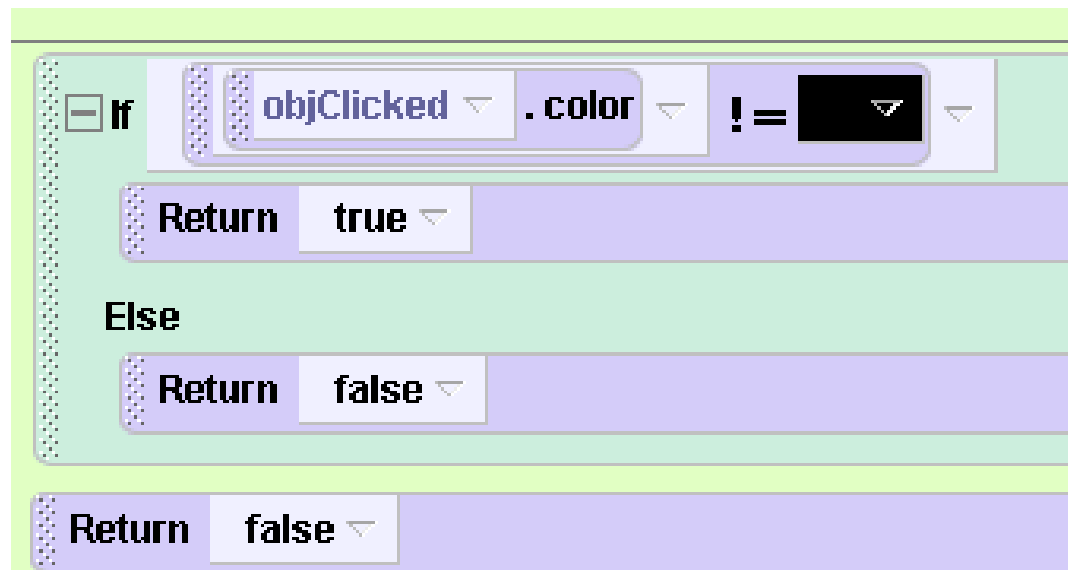 If objClicked . color !=
Return true
Else
Return false
Return false